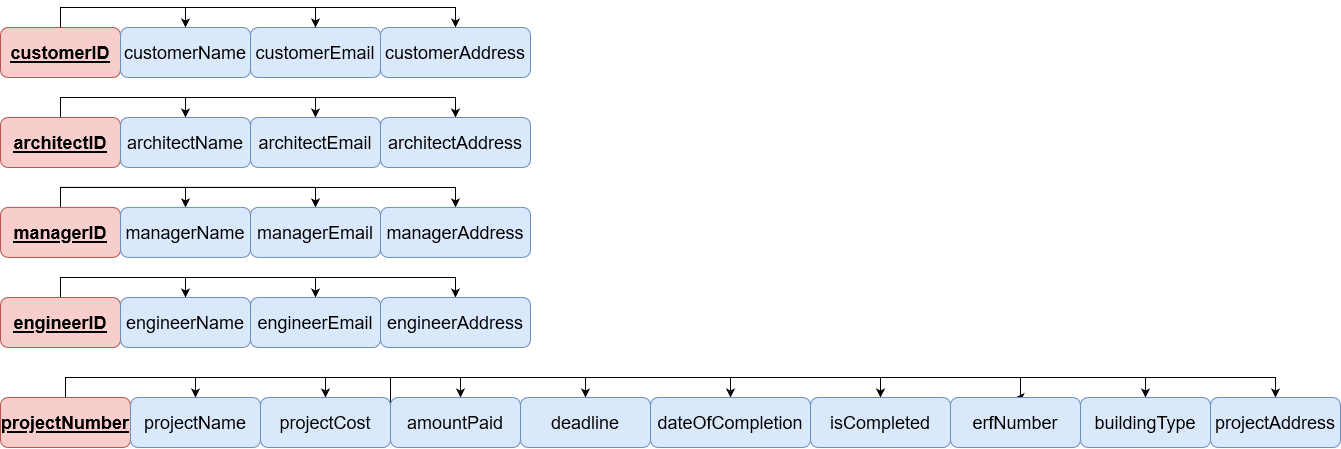 customerID customerName customerEmail customerAddress
architectID architectName architectEmail architectAddress
managerID managerName managerEmail managerAddress
engineerID engineerName engineerEmail engineerAddress
projectNumber projectName projectCost amountPaid deadline dateOfCompletion isCompleted erfNumber buildingType projectAddress